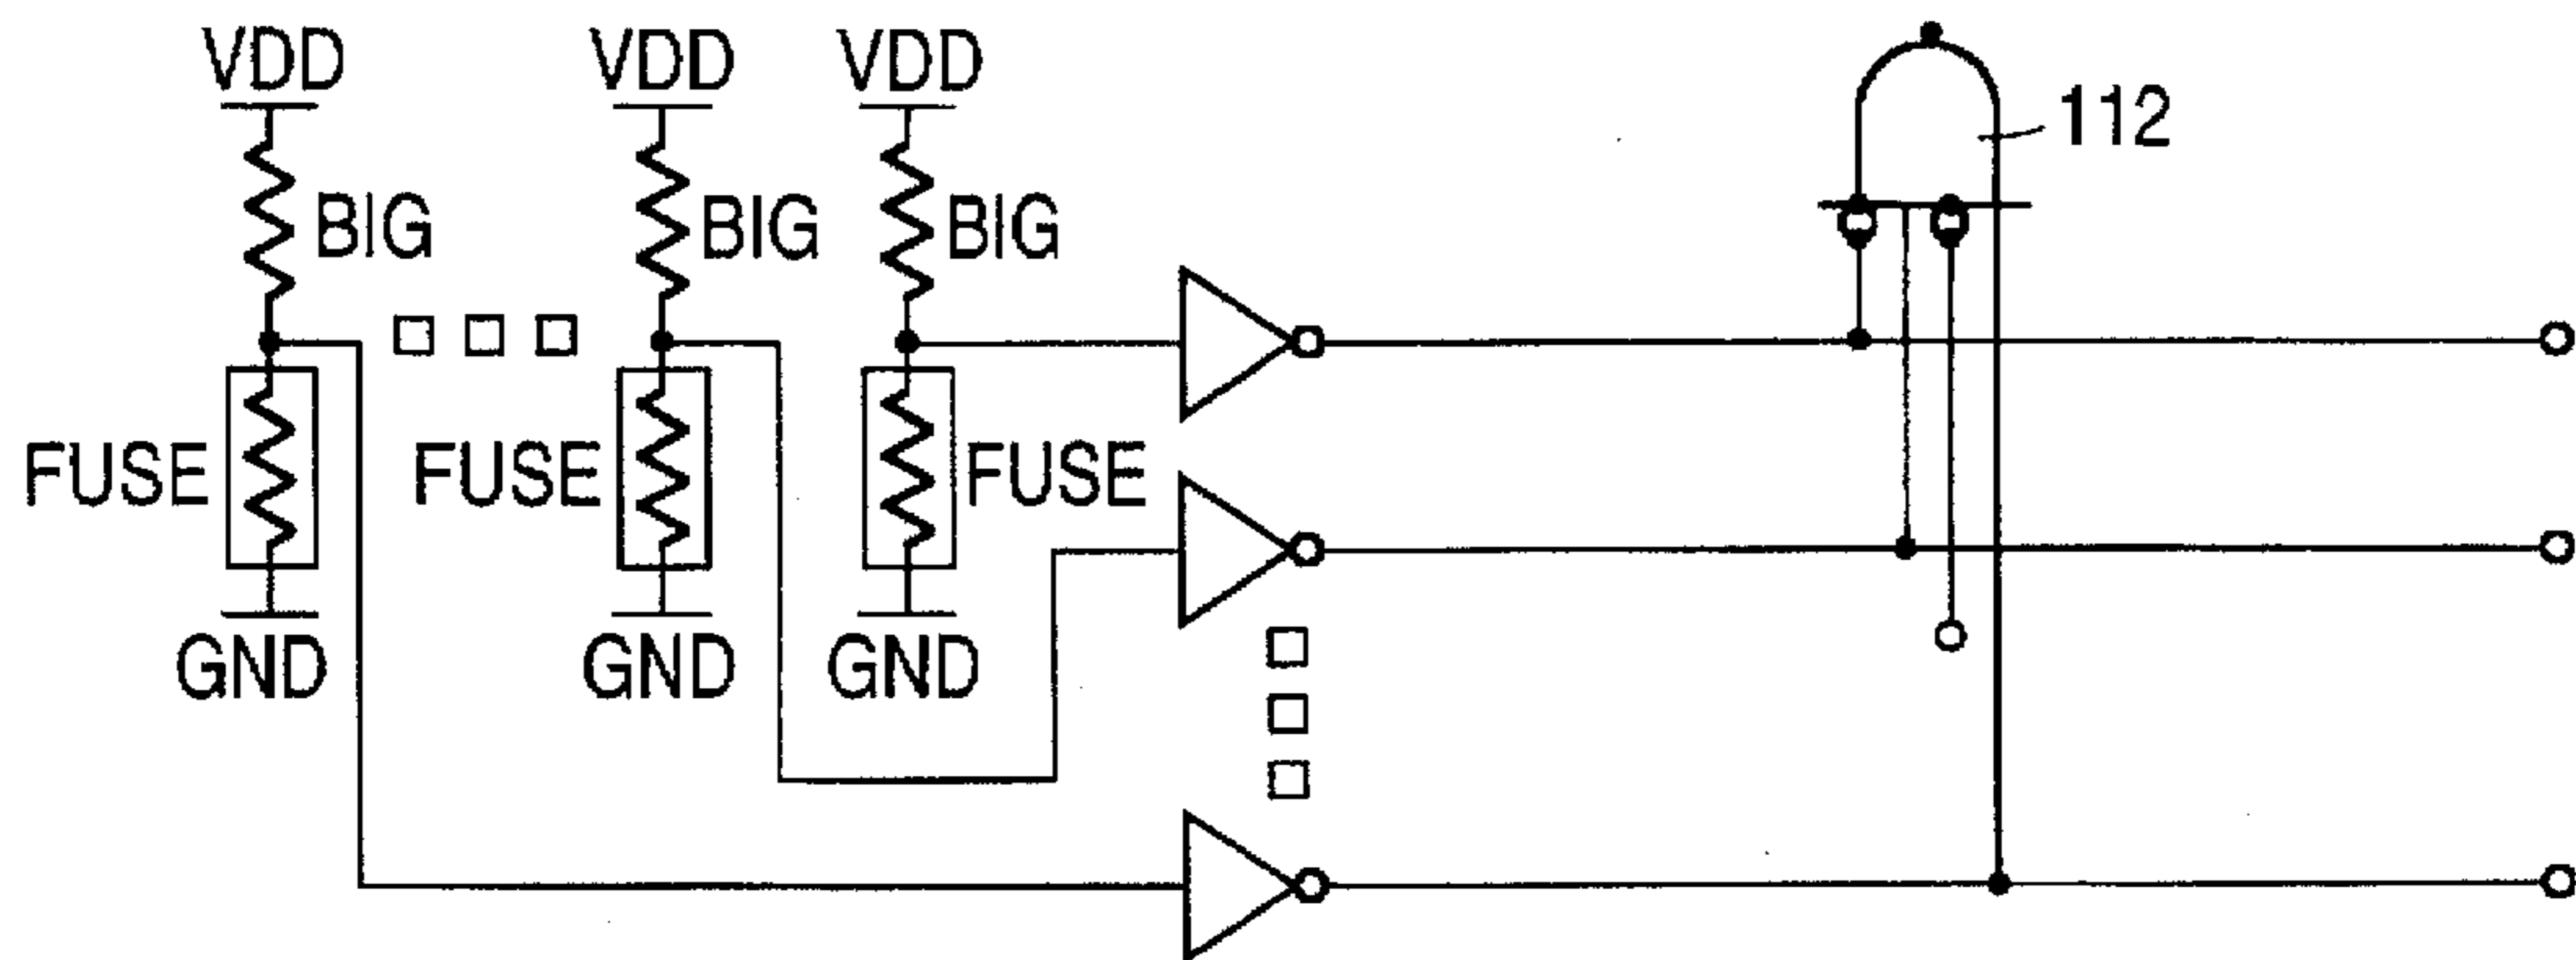 VDD VDD VDD
112
BIG BIG BIG
FUSE FUSE FUSE
GND GND GND